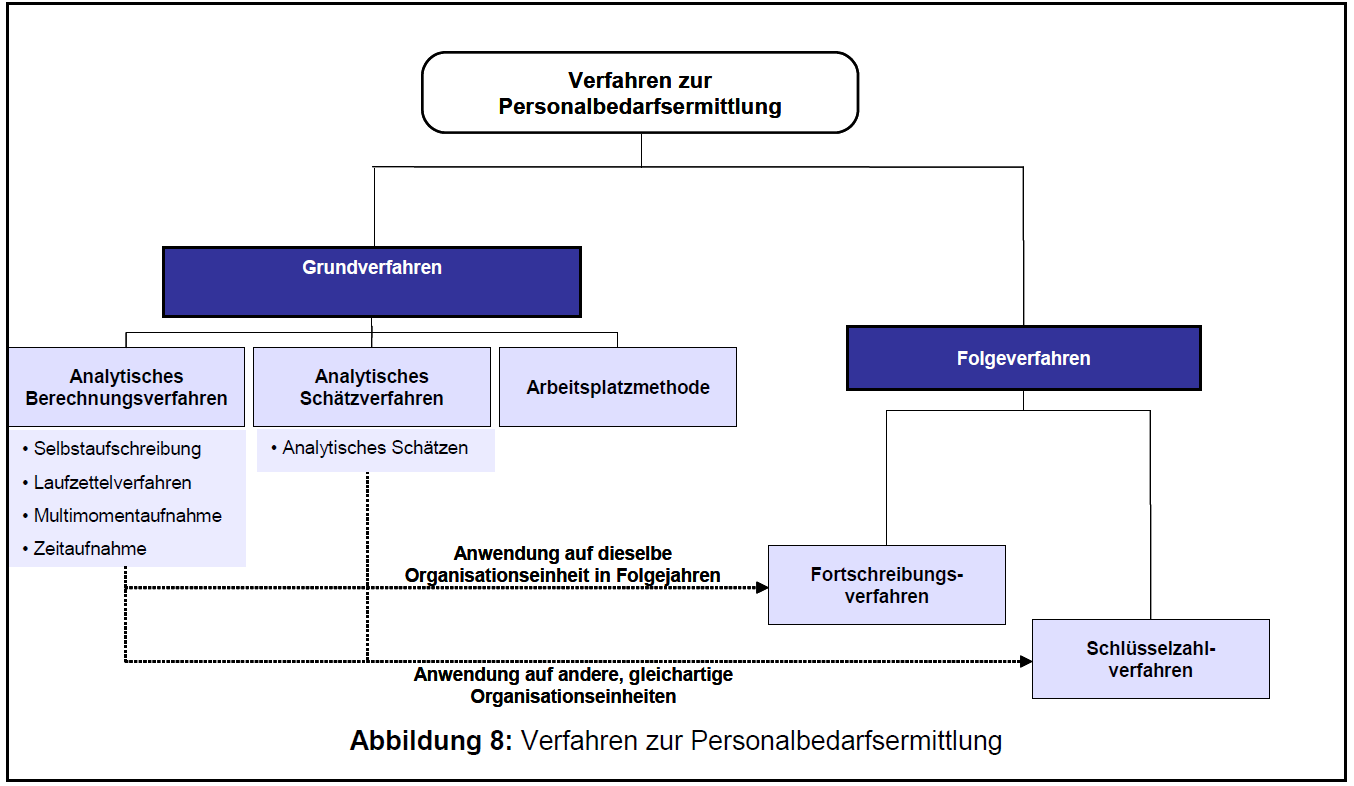 Verfahren zur
Personalbedarfsermittlung
Grundverfahren
Folgeverfahren
Analytisches
Berechnungsverfahren
Analytisches
Schätzverfahren
Arbeitsplatzmethode
• Selbstaufschreibung
• Laufzettelverfahren
• Multimomentaufnahme
• Zeitaufnahme
• Analytisches Schätzen
Anwendung auf dieselbe
Organisationseinheit in Folgejahren
Fortschreibungs-
verfahren
Schlüsselzahl-
verfahren
Anwendung auf andere, gleichartige
Organisationseinheiten
Abbildung 8: Verfahren zur Personalbedarfsermittlung